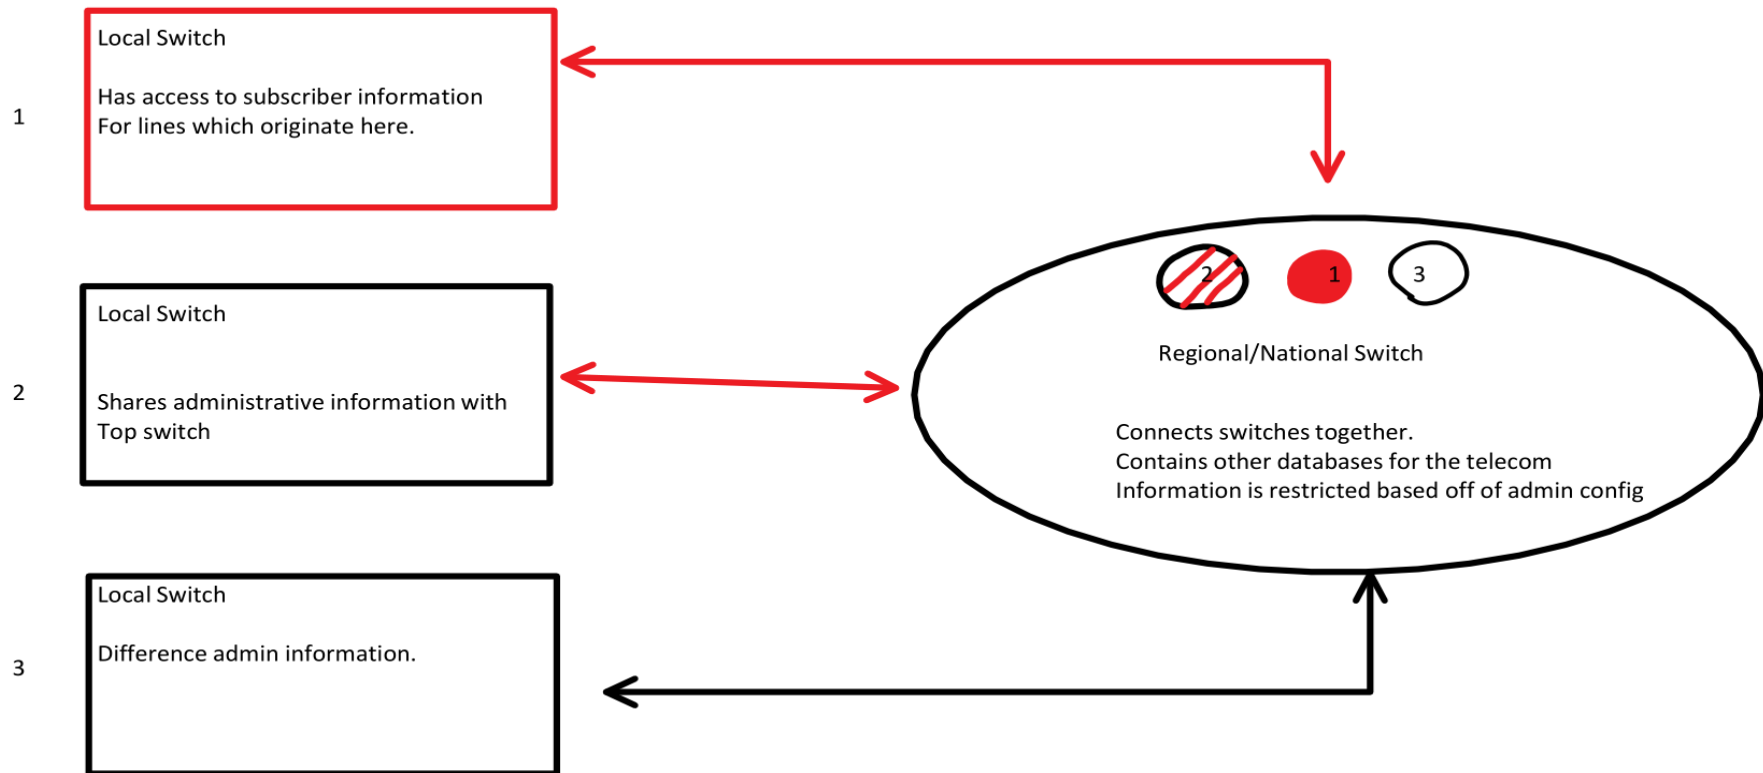 Local Switch
Has access to subscriber information
For lines which originate here.
1
Local Switch
Shares administrative information with
Top switch
2
Local Switch
Difference admin information.
3
2
1
3
Regional/National Switch
Connects switches together.
Contains other databases for the telecom
Information is restricted based off of admin config